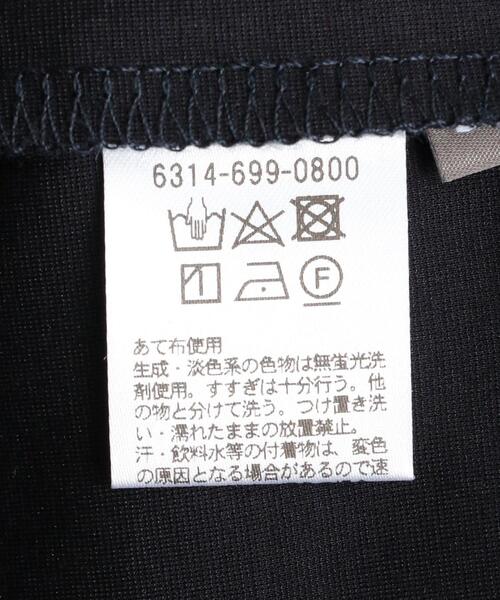 6314-699-0800
F
あて布使用
生成・淡色系の色物は無蛍光洗
剤使用。すすぎは十分行う。他
の物と分けて洗う。つけ置き洗
い・濡れたままの放置禁止。
汗・飲料水等の付着物は、変色
の原因となる場合があるので速